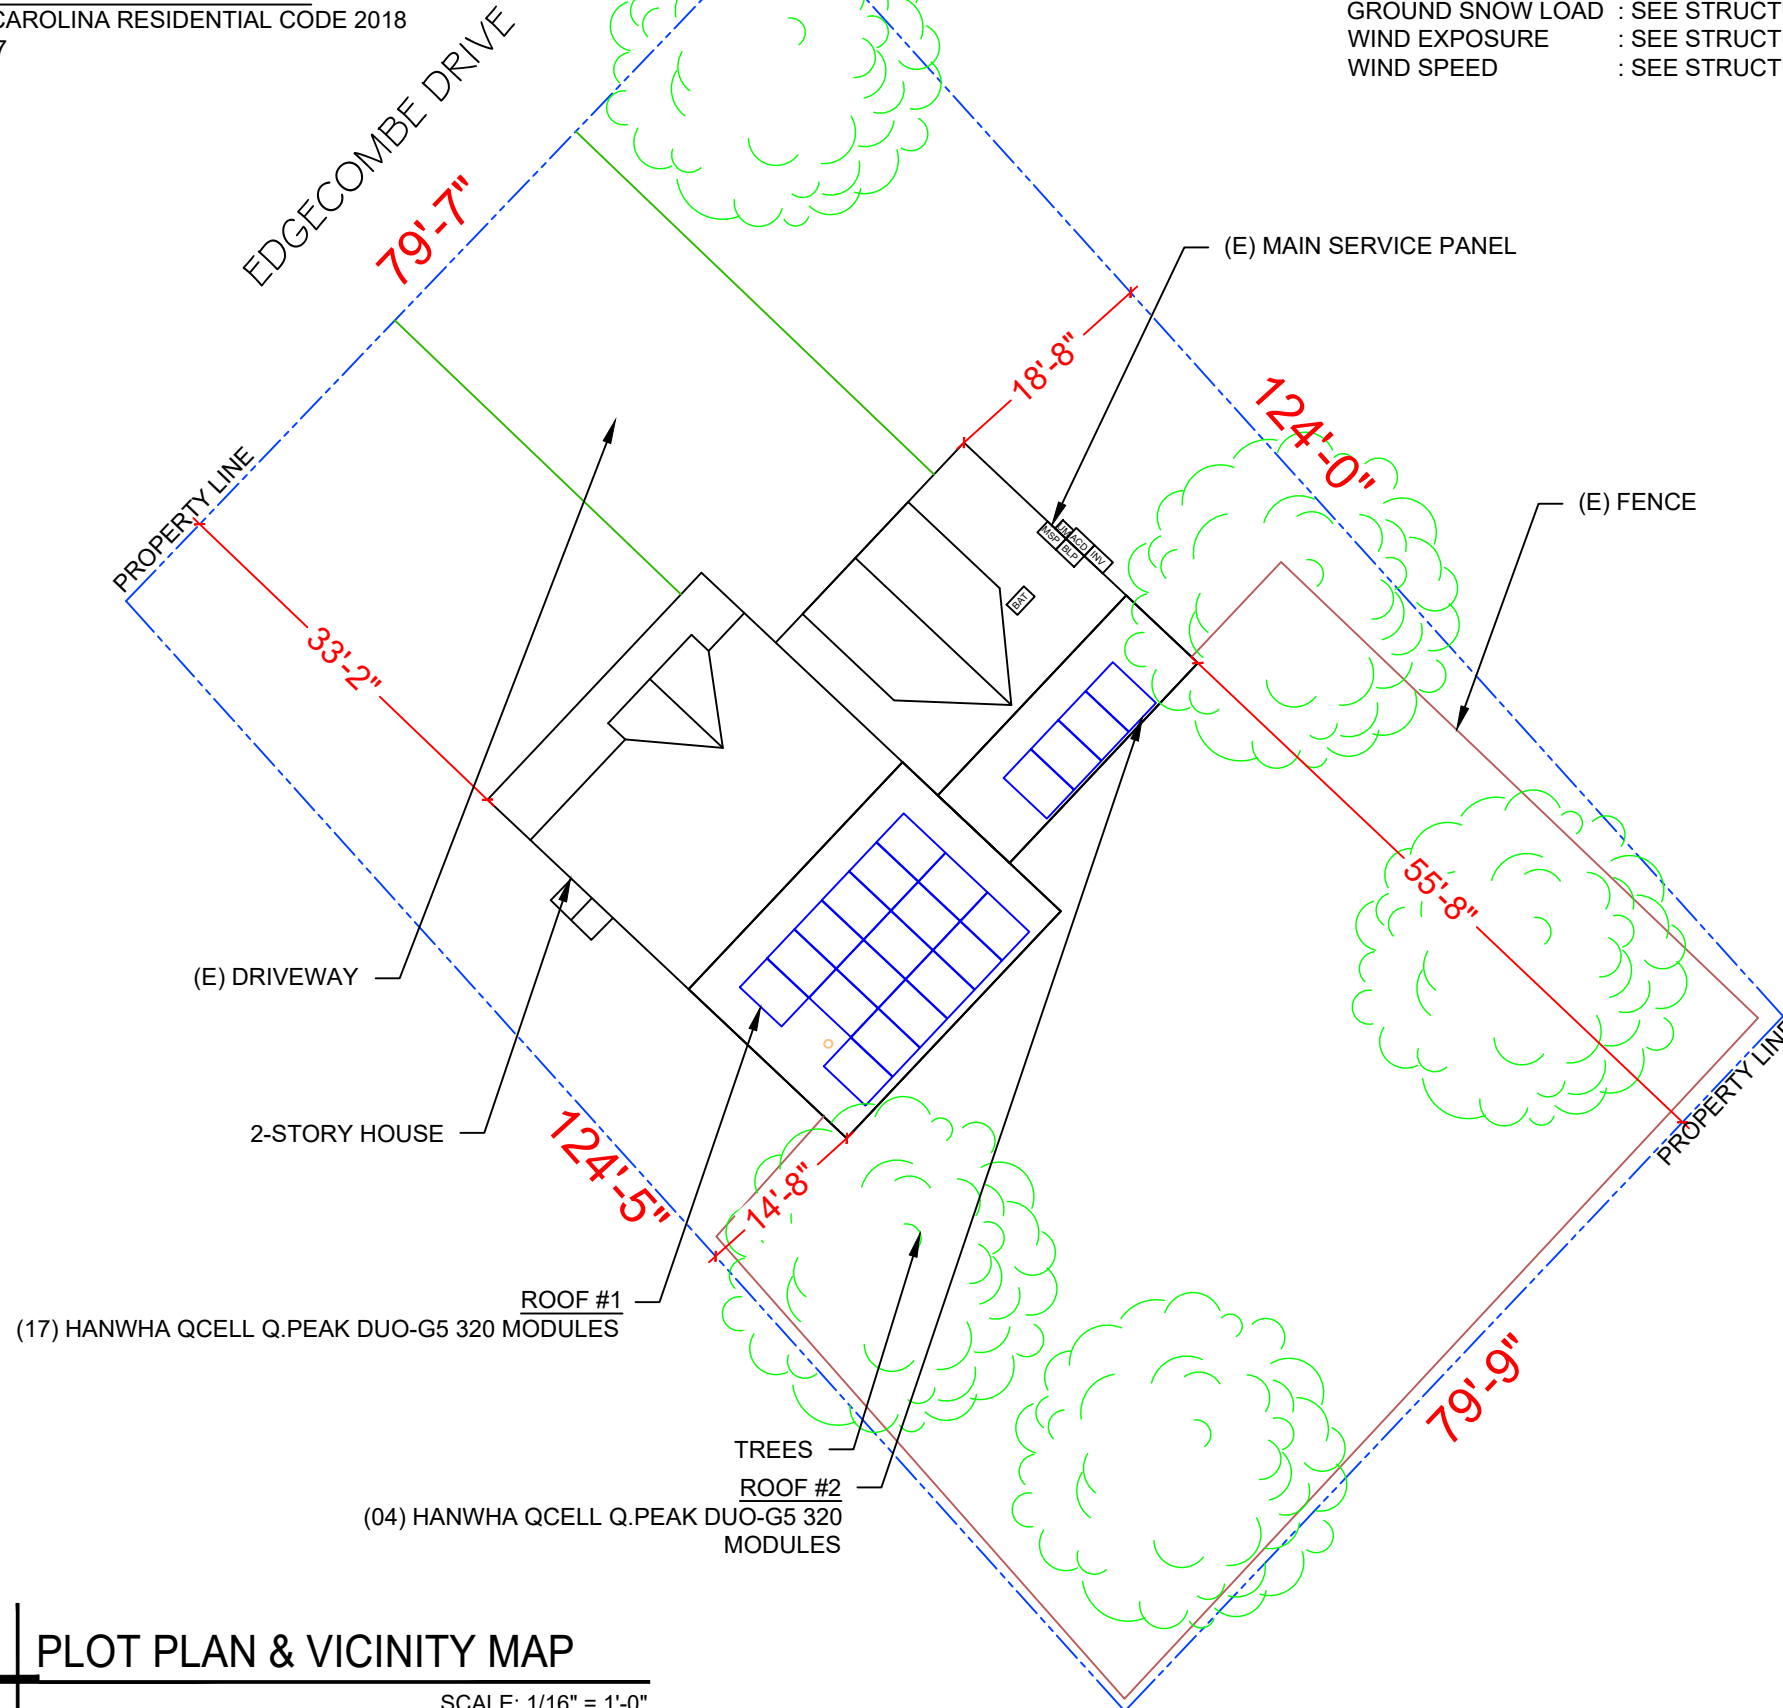 CAROLINA RESIDENTIAL CODE 2018
7
GROUND SNOW LOAD : SEE STRUCT
WIND EXPOSURE : SEE STRUCT
WIND SPEED : SEE STRUCT
EDGECOMBE DRIVE
79'-7"
(E) MAIN SERVICE PANEL
18'-8"
124'-0"
PROPERTY LINE
(E) FENCE
MSP
ACD
BLP
INV
BAT
33'-2"
55'-8"
(E) DRIVEWAY
PROPERTY LINE
2-STORY HOUSE
124'-5"
14'-8"
ROOF #1
(17) HANWHA QCELL Q.PEAK DUO-G5 320 MODULES
79'-9"
TREES
ROOF #2
(04) HANWHA QCELL Q.PEAK DUO-G5 320
MODULES
PLOT PLAN & VICINITY MAP
SCALE: 1/16" = 1'-0"